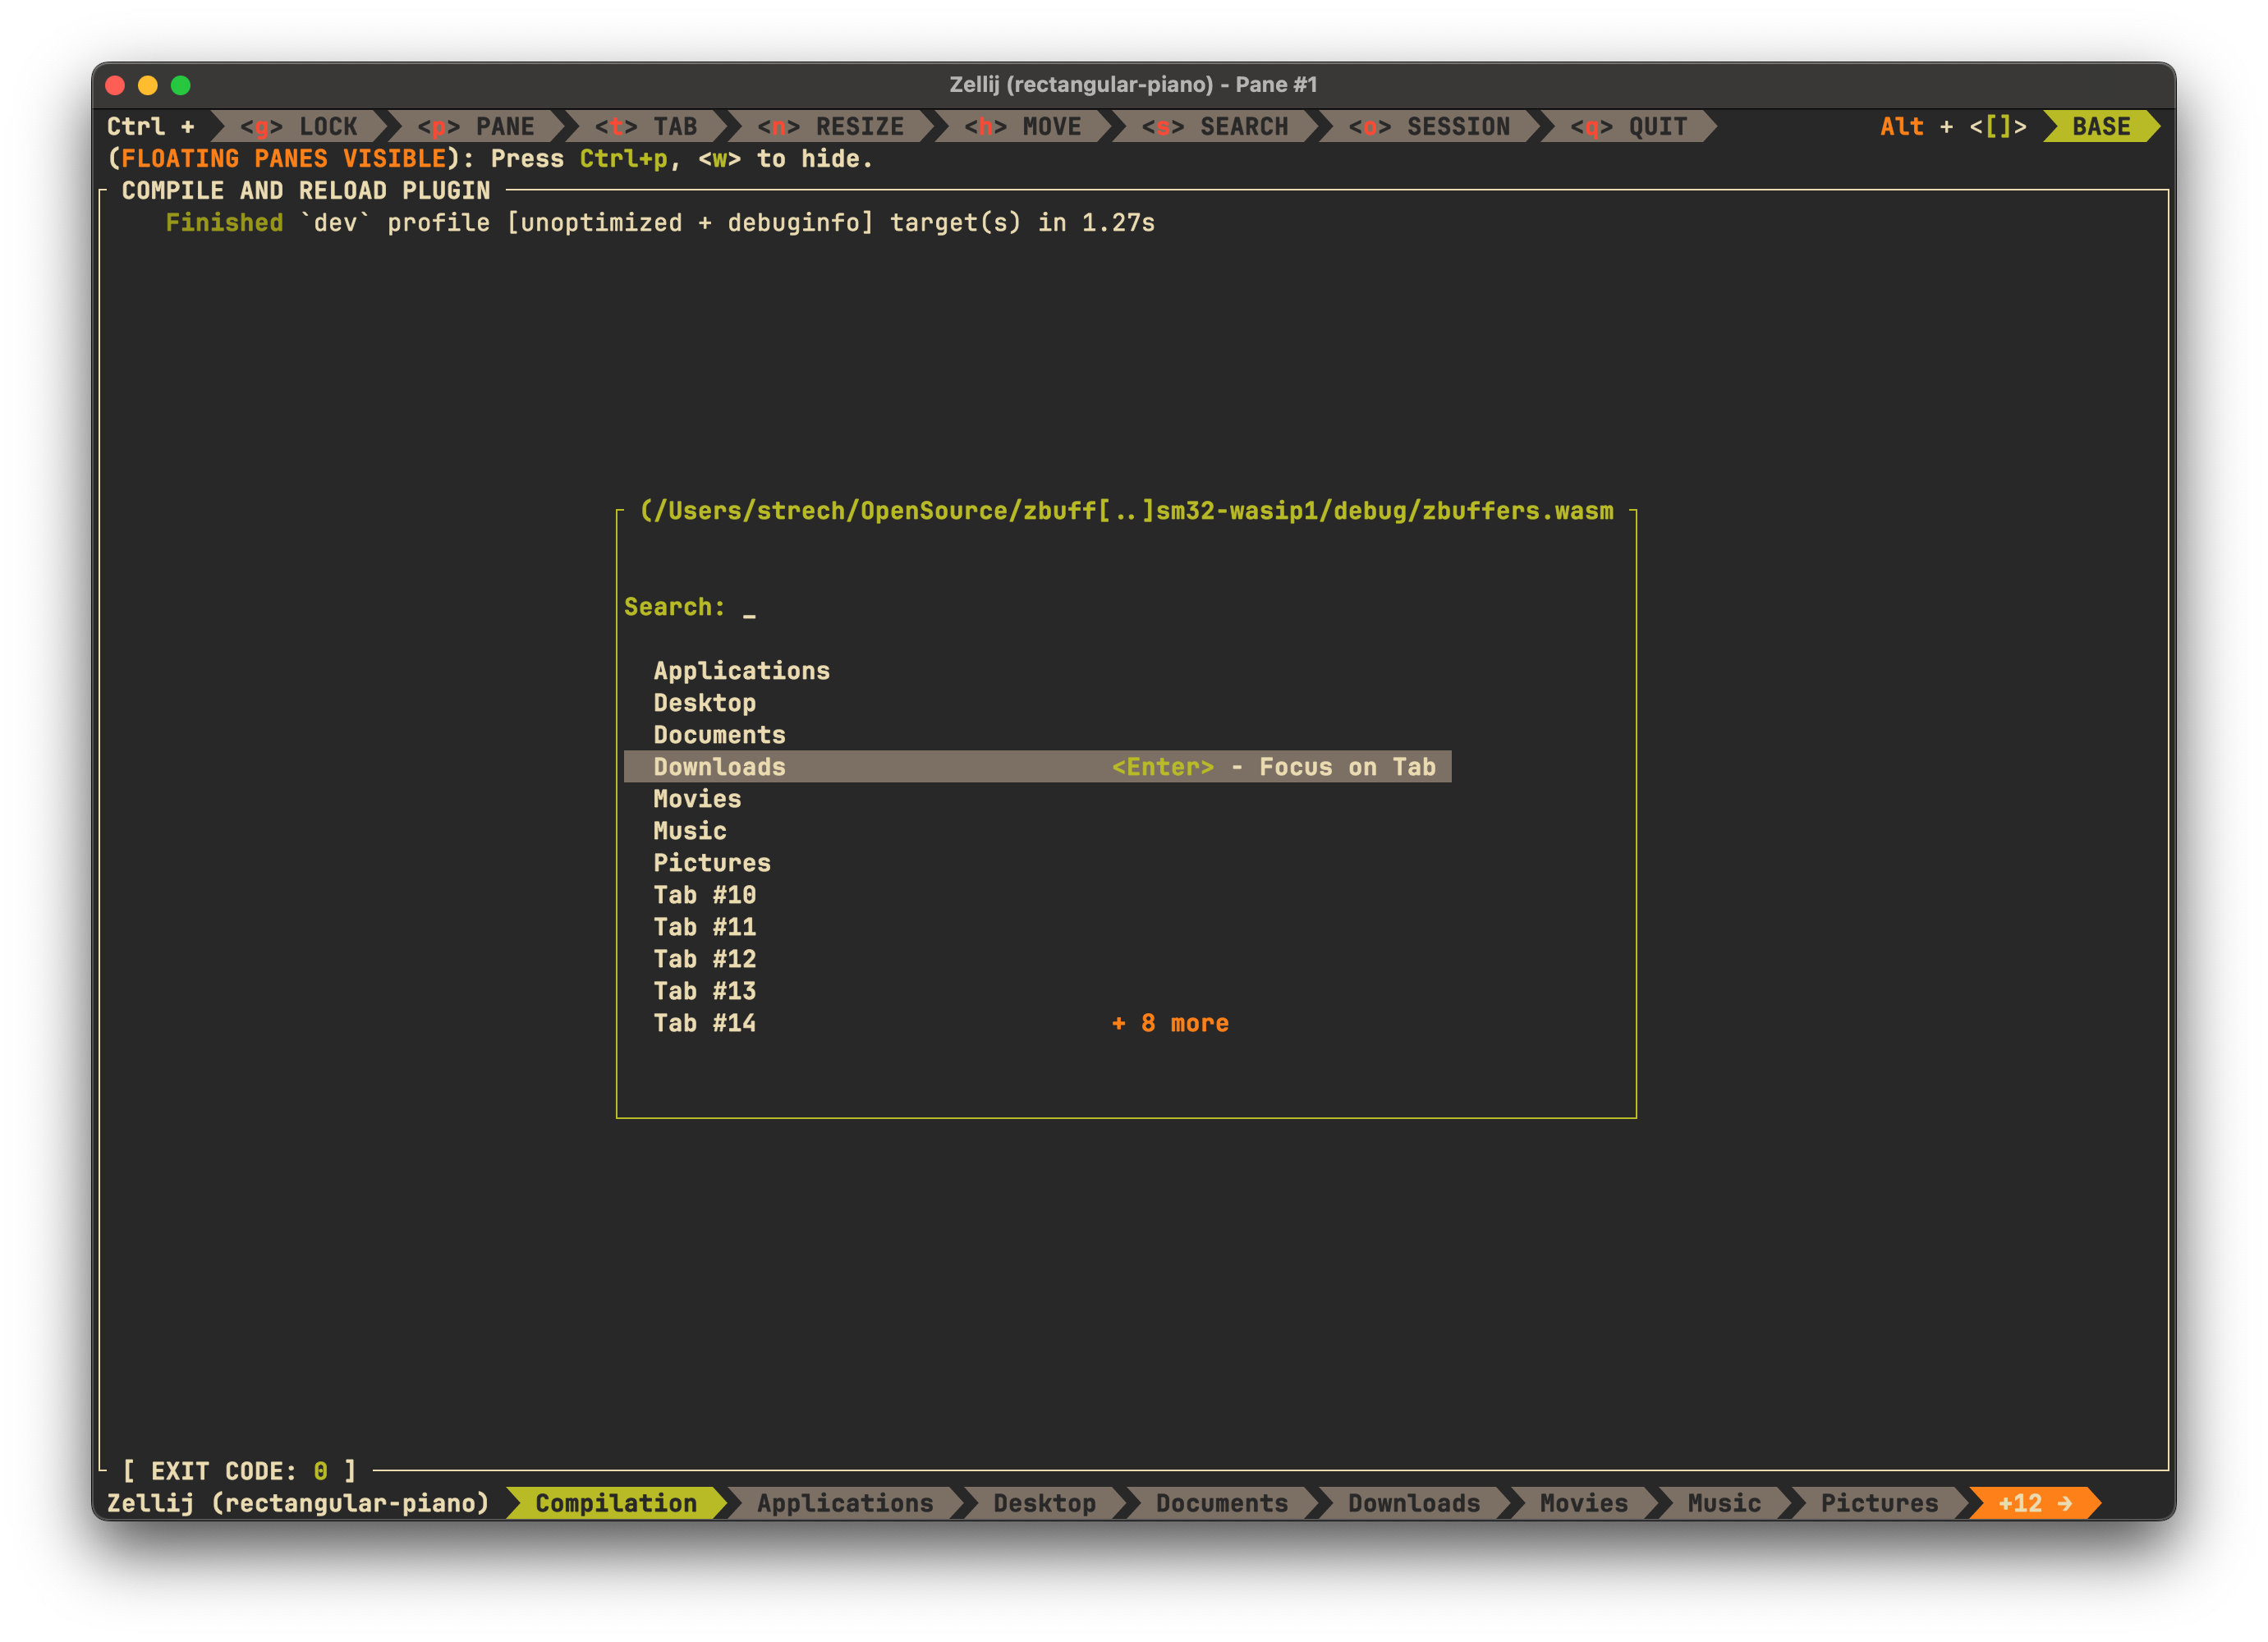 Zellij (rectangular-piano) - Pane #1
Ctrl + <g> LOCK <p> PANE <t> TAB <n> RESIZE <h> MOVE <s> SEARCH <o> SESSION <q> QUIT Alt + <[]> BASE
(FLOATING PANES VISIBLE): Press Ctrl+p, <w> to hide.
COMPILE AND RELOAD PLUGIN
Finished `dev` profile [unoptimized + debuginfo] target(s) in 1.27s
(/Users/strech/OpenSource/zbuff[..]sm32-wasip1/debug/zbuffers.wasm
Search: _
Applications
Desktop
Documents
Downloads <Enter> - Focus on Tab
Movies
Music
Pictures
Tab #10
Tab #11
Tab #12
Tab #13
Tab #14 + 8 more
[ EXIT CODE: 0 ]
Zellij (rectangular-piano) Compilation Applications Desktop Documents Downloads Movies Music Pictures +12 →